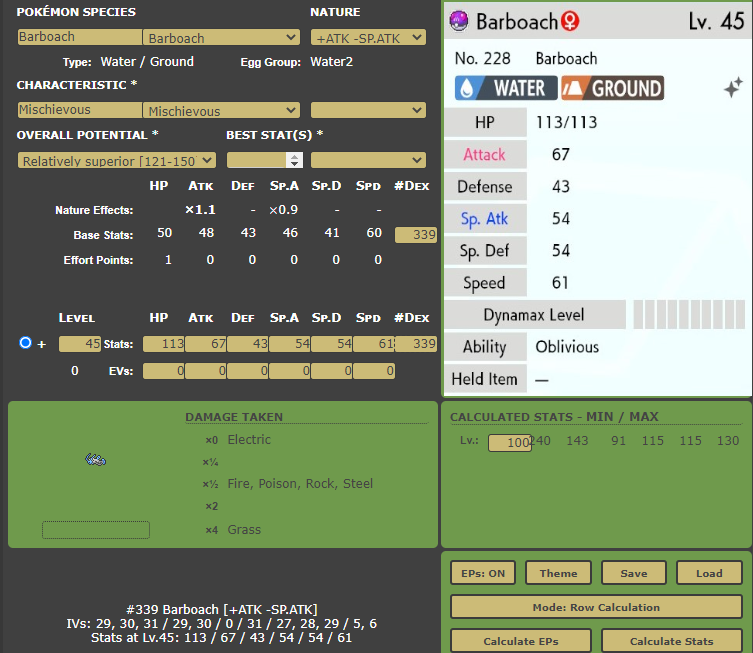 POKÉMON SPECIES NATURE
Barboach Barboach +ATK -SP.ATK
Type: Water / Ground Egg Group: Water2
CHARACTERISTIC *
Mischievous Mischievous
OVERALL POTENTIAL * BEST STAT(S) *
Relatively superior [121-150
HP ATK DEF SP.A SP.D SPD #DEX
Nature Effects: ×1.1 - ×0.9 - -
Base Stats: 50 48 43 46 41 60 339
Effort Points: 1 0 0 0 0 0
LEVEL HP ATK DEF SP.A SP.D SPD #DEX
+ 45 Stats: 113 67 43 54 54 61 339
0 EVs: 0 0 0 0 0 0
Barboach♀ Lv. 45
No. 228 Barboach
WATER GROUND
HP 113/113
Attack 67
Defense 43
Sp. Atk 54
Sp. Def 54
Speed 61
Dynamax Level
Ability Oblivious
Held Item —
DAMAGE TAKEN
×0 Electric
×¼
×½ Fire, Poison, Rock, Steel
×2
×4 Grass
CALCULATED STATS - MIN / MAX
Lv.: 100 240 143 91 115 115 130
EPs: ON Theme Save Load
Mode: Row Calculation
Calculate EPs Calculate Stats
#339 Barboach [+ATK -SP.ATK]
IVs: 29, 30, 31 / 29, 30 / 0 / 31 / 27, 28, 29 / 5, 6
Stats at Lv.45: 113 / 67 / 43 / 54 / 54 / 61